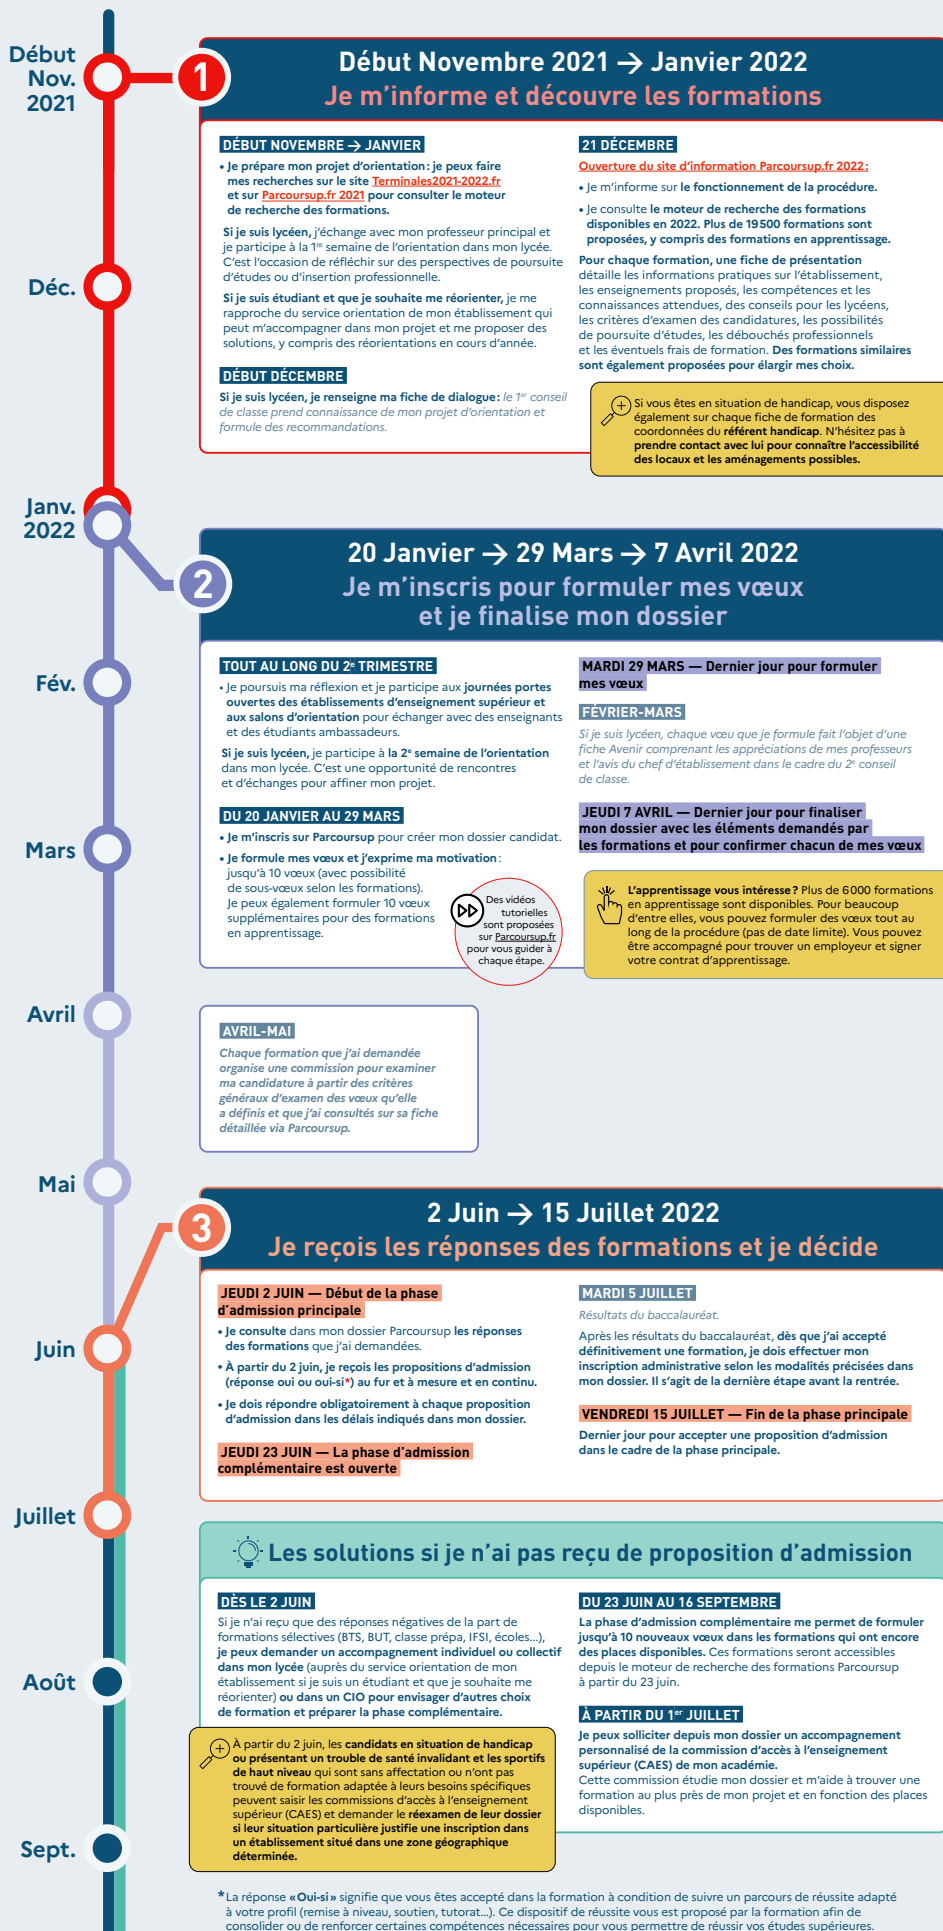 Début
Nov.
2021
1
Début Novembre 2021 → Janvier 2022
Je m'informe et découvre les formations
DÉBUT NOVEMBRE → JANVIER
• Je prépare mon projet d'orientation : je peux faire
mes recherches sur le site Terminales2021-2022.fr
et sur Parcoursup.fr 2021 pour consulter le moteur
de recherche des formations.
Si je suis lycéen, j'échange avec mon professeur principal et
je participe à la 1re semaine de l'orientation dans mon lycée.
C'est l'occasion de réfléchir sur des perspectives de poursuite
d'études ou d'insertion professionnelle.
Si je suis étudiant et que je souhaite me réorienter, je me
rapproche du service orientation de mon établissement qui
peut m'accompagner dans mon projet et me proposer des
solutions, y compris des réorientations en cours d'année.
DÉBUT DÉCEMBRE
Si je suis lycéen, je renseigne ma fiche de dialogue : le 1er conseil
de classe prend connaissance de mon projet d'orientation et
formule des recommandations.
21 DÉCEMBRE
Ouverture du site d'information Parcoursup.fr 2022 :
• Je m'informe sur le fonctionnement de la procédure.
• Je consulte le moteur de recherche des formations
disponibles en 2022. Plus de 19 500 formations sont
proposées, y compris des formations en apprentissage.
Pour chaque formation, une fiche de présentation
détaille les informations pratiques sur l'établissement,
les enseignements proposés, les compétences et les
connaissances attendues, des conseils pour les lycéens,
les critères d'examen des candidatures, les possibilités
de poursuite d'études, les débouchés professionnels
et les éventuels frais de formation. Des formations similaires
sont également proposées pour élargir mes choix.
Si vous êtes en situation de handicap, vous disposez
également sur chaque fiche de formation des
coordonnées du référent handicap. N'hésitez pas à
prendre contact avec lui pour connaître l'accessibilité
des locaux et les aménagements possibles.
Déc.
Janv.
2022
2
20 Janvier → 29 Mars → 7 Avril 2022
Je m'inscris pour formuler mes vœux
et je finalise mon dossier
Fév.
TOUT AU LONG DU 2e TRIMESTRE
• Je poursuis ma réflexion et je participe aux journées portes
ouvertes des établissements d'enseignement supérieur et
aux salons d'orientation pour échanger avec des enseignants
et des étudiants ambassadeurs.
Si je suis lycéen, je participe à la 2e semaine de l'orientation
dans mon lycée. C'est une opportunité de rencontres
et d'échanges pour affiner mon projet.
DU 20 JANVIER AU 29 MARS
• Je m'inscris sur Parcoursup pour créer mon dossier candidat.
• Je formule mes vœux et j'exprime ma motivation :
jusqu'à 10 vœux (avec possibilité
de sous-vœux selon les formations).
Je peux également formuler 10 vœux
supplémentaires pour des formations
en apprentissage.
Des vidéos
tutorielles
sont proposées
sur Parcoursup.fr
pour vous guider à
chaque étape.
MARDI 29 MARS — Dernier jour pour formuler
mes vœux
FÉVRIER-MARS
Si je suis lycéen, chaque vœu que je formule fait l'objet d'une
fiche Avenir comprenant les appréciations de mes professeurs
et l'avis du chef d'établissement dans le cadre du 2e conseil
de classe.
JEUDI 7 AVRIL — Dernier jour pour finaliser
mon dossier avec les éléments demandés par
les formations et pour confirmer chacun de mes vœux
L'apprentissage vous intéresse ? Plus de 6 000 formations
en apprentissage sont disponibles. Pour beaucoup
d'entre elles, vous pouvez formuler des vœux tout au
long de la procédure (pas de date limite). Vous pouvez
être accompagné pour trouver un employeur et signer
votre contrat d'apprentissage.
Mars
Avril
AVRIL-MAI
Chaque formation que j'ai demandée
organise une commission pour examiner
ma candidature à partir des critères
généraux d'examen des vœux qu'elle
a définis et que j'ai consultés sur sa fiche
détaillée via Parcoursup.
Mai
3
2 Juin → 15 Juillet 2022
Je reçois les réponses des formations et je décide
Juin
JEUDI 2 JUIN — Début de la phase
d'admission principale
• Je consulte dans mon dossier Parcoursup les réponses
des formations que j'ai demandées.
• À partir du 2 juin, je reçois les propositions d'admission
(réponse oui ou oui-si*) au fur et à mesure et en continu.
• Je dois répondre obligatoirement à chaque proposition
d'admission dans les délais indiqués dans mon dossier.
JEUDI 23 JUIN — La phase d'admission
complémentaire est ouverte
MARDI 5 JUILLET
Résultats du baccalauréat.
Après les résultats du baccalauréat, dès que j'ai accepté
définitivement une formation, je dois effectuer mon
inscription administrative selon les modalités précisées dans
mon dossier. Il s'agit de la dernière étape avant la rentrée.
VENDREDI 15 JUILLET — Fin de la phase principale
Dernier jour pour accepter une proposition d'admission
dans le cadre de la phase principale.
Juillet
Les solutions si je n'ai pas reçu de proposition d'admission
DÈS LE 2 JUIN
Si je n'ai reçu que des réponses négatives de la part de
formations sélectives (BTS, BUT, classe prépa, IFSI, écoles...),
je peux demander un accompagnement individuel ou collectif
dans mon lycée (auprès du service orientation de mon
établissement si je suis un étudiant et que je souhaite me
réorienter) ou dans un CIO pour envisager d'autres choix
de formation et préparer la phase complémentaire.
À partir du 2 juin, les candidats en situation de handicap
ou présentant un trouble de santé invalidant et les sportifs
de haut niveau qui sont sans affectation ou n'ont pas
trouvé de formation adaptée à leurs besoins spécifiques
peuvent saisir les commissions d'accès à l'enseignement
supérieur (CAES) et demander le réexamen de leur dossier
si leur situation particulière justifie une inscription dans
un établissement situé dans une zone géographique
déterminée.
DU 23 JUIN AU 16 SEPTEMBRE
La phase d'admission complémentaire me permet de formuler
jusqu'à 10 nouveaux vœux dans les formations qui ont encore
des places disponibles. Ces formations seront accessibles
depuis le moteur de recherche des formations Parcoursup
à partir du 23 juin.
À PARTIR DU 1er JUILLET
Je peux solliciter depuis mon dossier un accompagnement
personnalisé de la commission d'accès à l'enseignement
supérieur (CAES) de mon académie.
Cette commission étudie mon dossier et m'aide à trouver une
formation au plus près de mon projet et en fonction des places
disponibles.
Août
Sept.
* La réponse « Oui-si » signifie que vous êtes accepté dans la formation à condition de suivre un parcours de réussite adapté
à votre profil (remise à niveau, soutien, tutorat...). Ce dispositif de réussite vous est proposé par la formation afin de
consolider ou de renforcer certaines compétences nécessaires pour vous permettre de réussir vos études supérieures.